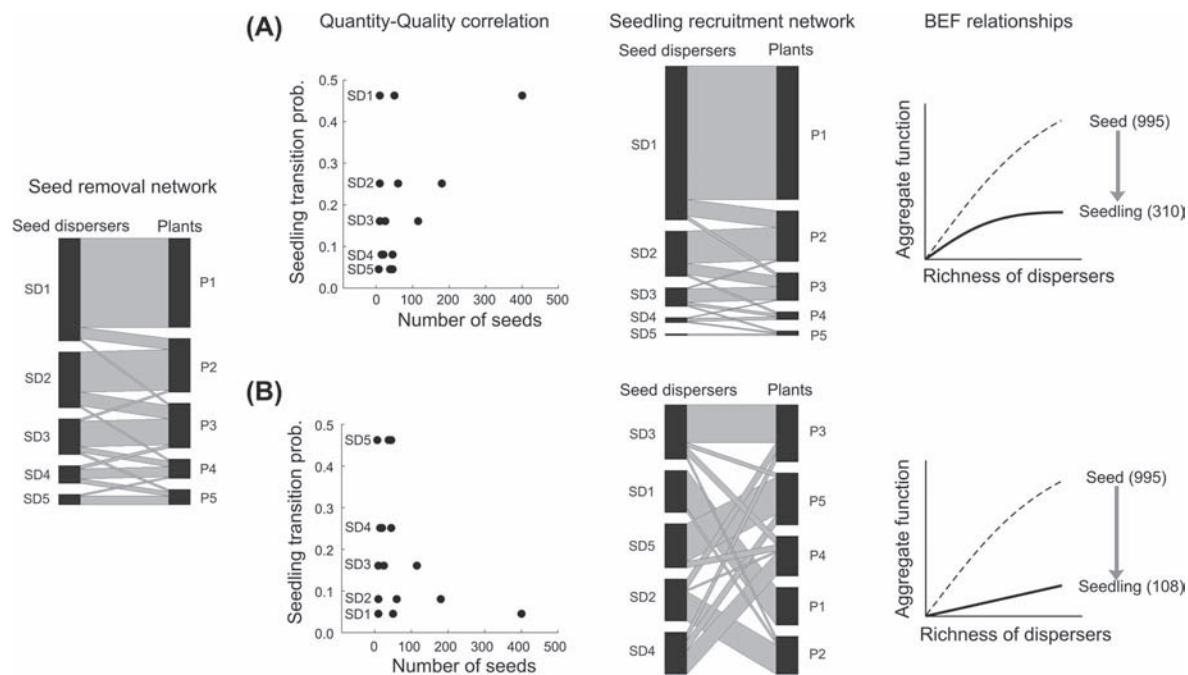 (A)
Quantity-Quality correlation
Seedling recruitment network
BEF relationships
Seed removal network
Seed dispersers
Plants
SD1
SD2
SD3
SD4
SD5
P1
P2
P3
P4
P5
Seedling transition prob.
0.5
0.4
0.3
0.2
0.1
0.0
SD1
SD2
SD3
SD4
SD5
0
100
200
300
400
500
Number of seeds
Seed dispersers
Plants
SD1
SD2
SD3
SD4
SD5
P1
P2
P3
P4
P5
Aggregate function
Seed (995)
Seedling (310)
Richness of dispersers
(B)
Seedling transition prob.
0.5
0.4
0.3
0.2
0.1
0.0
SD5
SD4
SD3
SD2
SD1
0
100
200
300
400
500
Number of seeds
Seed dispersers
Plants
SD3
SD1
SD5
SD2
SD4
P3
P5
P4
P1
P2
Aggregate function
Seed (995)
Seedling (108)
Richness of dispersers